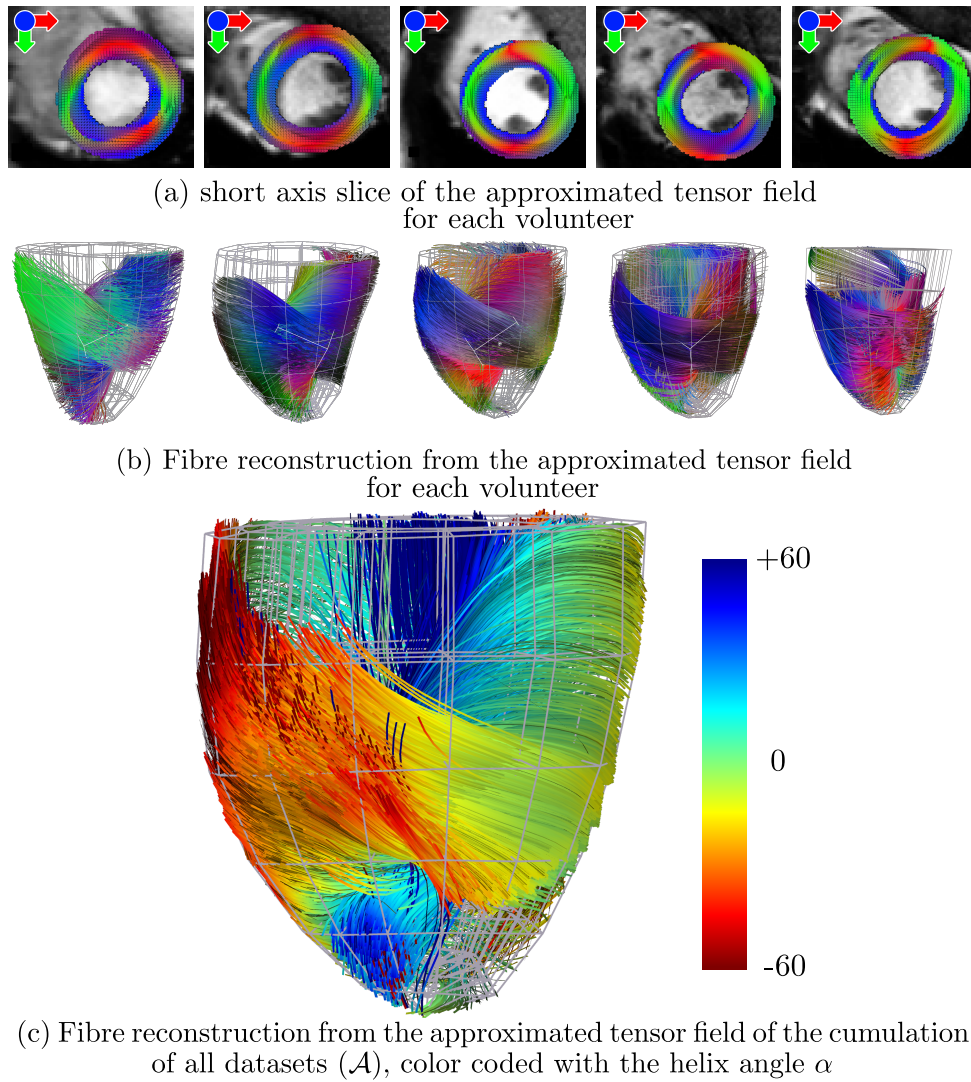 (a) short axis slice of the approximated tensor field
for each volunteer
(b) Fibre reconstruction from the approximated tensor field
for each volunteer
+60
0
-60
(c) Fibre reconstruction from the approximated tensor field of the cumulation
of all datasets (𝒜), color coded with the helix angle α